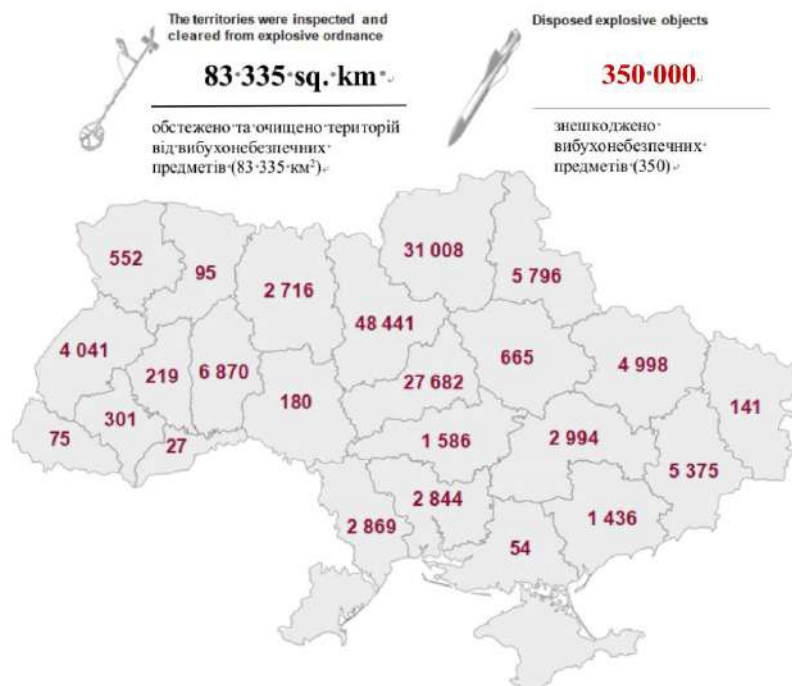 The territories were inspected and
cleared from explosive ordnance
83·335·sq.·km·
обстежено·та·очищено·територій
від·вибухонебезпечних·
предметів·(83·335·км²)
Disposed explosive objects
350·000
знешкоджено·
вибухонебезпечних·
предметів·(350)
31 008
552
95
5 796
2 716
48 441
4 041
665
4 998
219
6 870
27 682
180
141
301
75
27
1 586
2 994
5 375
2 844
2 869
1 436
54